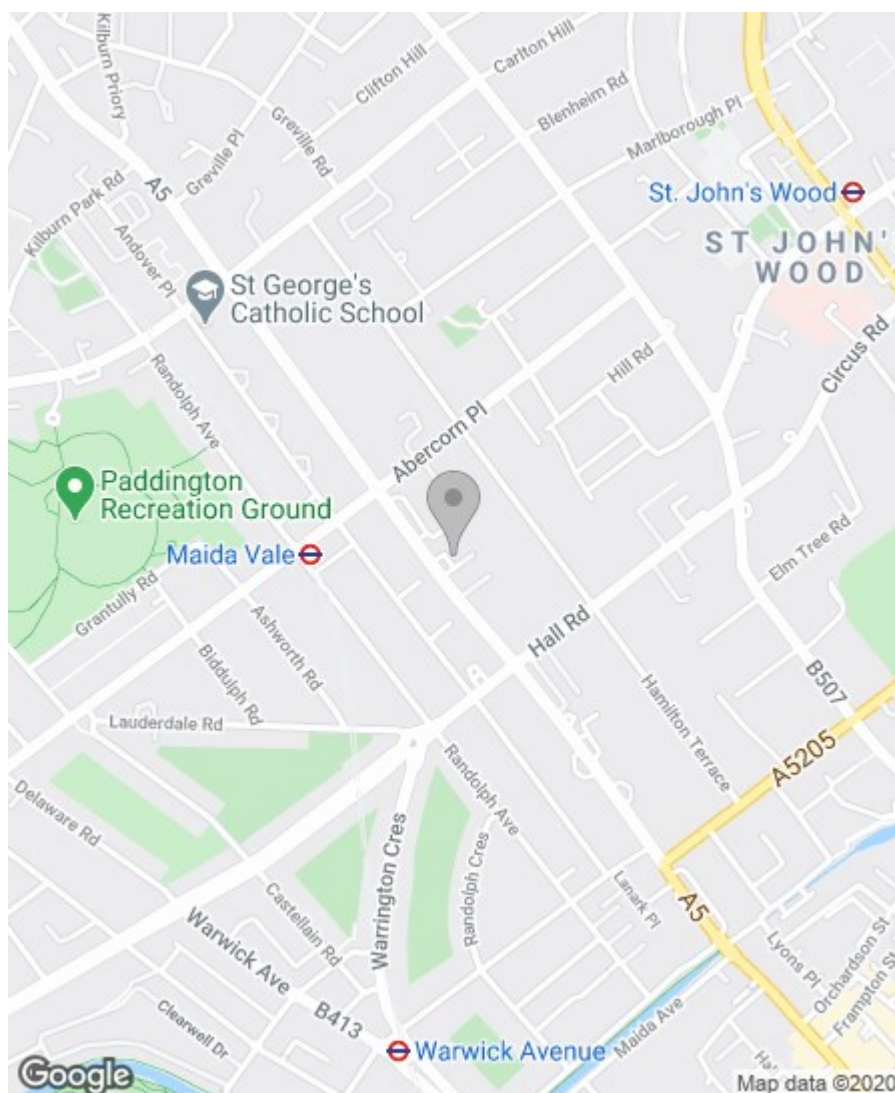 Kilburn Priory
Clifton Hill
Carlton Hill
Greville Pl
Greville Rd
Blenheim Rd
Marlborough Pl
A5
Kilburn Park Rd
Andover Pl
St. John's Wood
ST JOHN'
WOOD
St George's
Catholic School
Randolph Ave
Hill Rd
Circus Rd
Abercorn Pl
Paddington
Recreation Ground
Maida Vale
Elm Tree Rd
Grantully Rd
Ashworth Rd
Biddulph Rd
Hall Rd
Hamilton Terrace
B507
Lauderdale Rd
A5205
Delaware Rd
Randolph Ave
Warrington Cres
Randolph Cres
Castellain Rd
Lanark Pl
A5
Warwick Ave
B413
Lyons Pl
Orchardson St
Frampton St
Clearwell Dr
Warwick Avenue
Maida Ave
Google
Map data ©2020